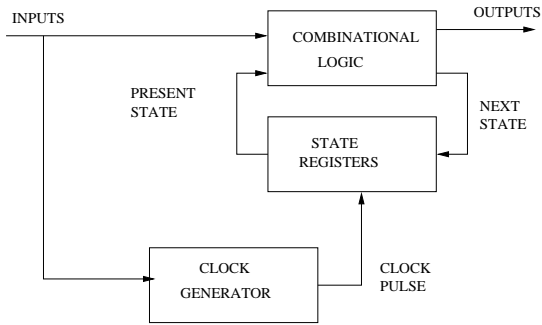 INPUTS
OUTPUTS
COMBINATIONAL
LOGIC
PRESENT
STATE
NEXT
STATE
STATE
REGISTERS
CLOCK
GENERATOR
CLOCK
PULSE